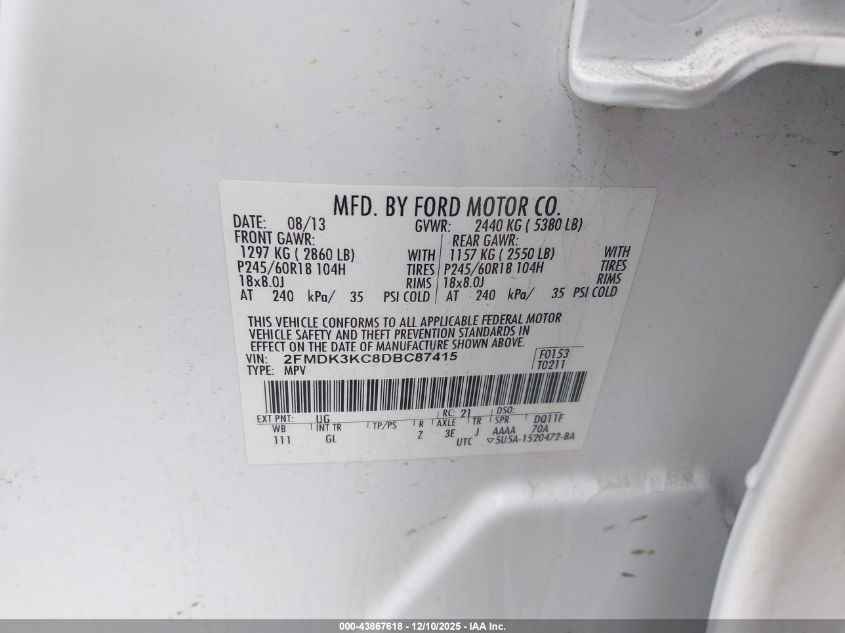 MFD. BY FORD MOTOR CO.
DATE: 08/13 GVWR: 2440 KG ( 5380 LB)
FRONT GAWR: REAR GAWR:
1297 KG ( 2860 LB) WITH 1157 KG ( 2550 LB) WITH
P245/60R18 104H TIRES P245/60R18 104H TIRES
18x8.0J RIMS 18x8.0J RIMS
AT 240 kPa/ 35 PSI COLD AT 240 kPa/ 35 PSI COLD
THIS VEHICLE CONFORMS TO ALL APPLICABLE FEDERAL MOTOR
VEHICLE SAFETY AND THEFT PREVENTION STANDARDS IN
EFFECT ON THE DATE OF MANUFACTURE SHOWN ABOVE.
VIN: 2FMDK3KC8DBC87415 F0153
TYPE: MPV T0211
EXT PNT: UG RC: 21 DSO:
WB INT TR TP/PS R AXLE TR SPR DQ11F
111 GL Z 3E J AAAA 70A
UTC ▽5U5A-1520472-BA
000-43867618 - 12/10/2025 - IAA Inc.